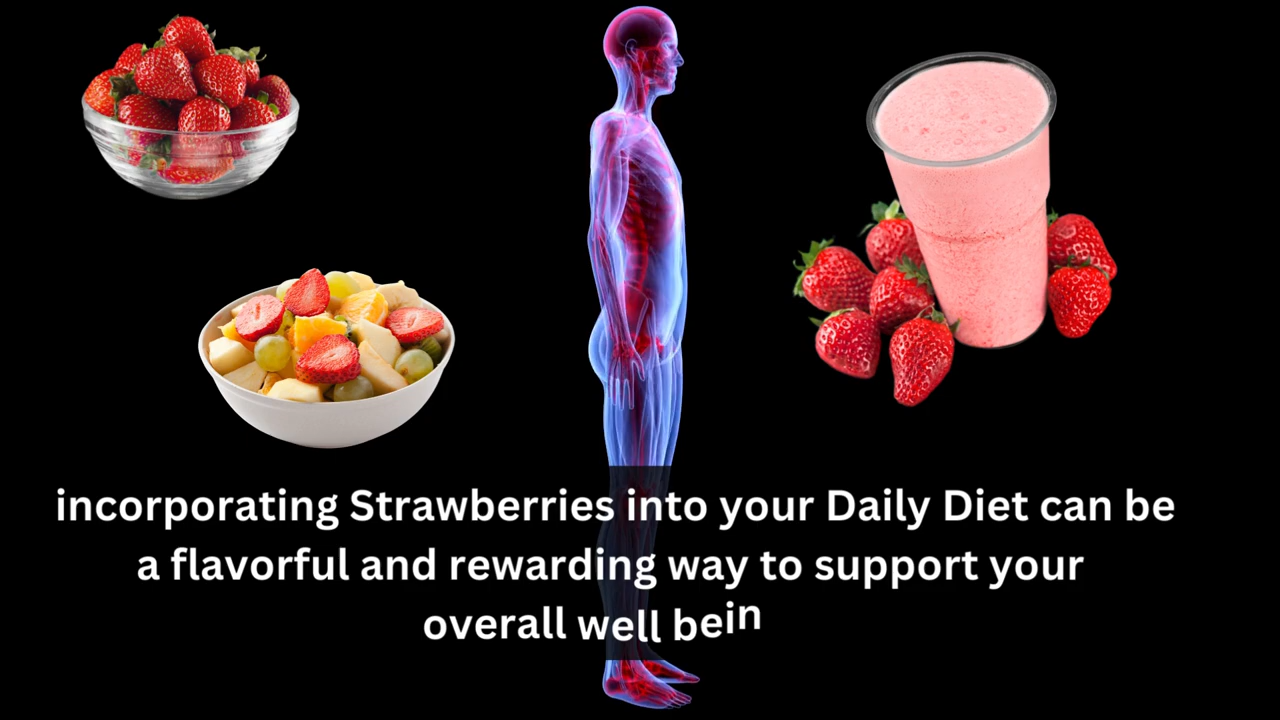 incorporating Strawberries into your Daily Diet can be
a flavorful and rewarding way to support your
overall well bein